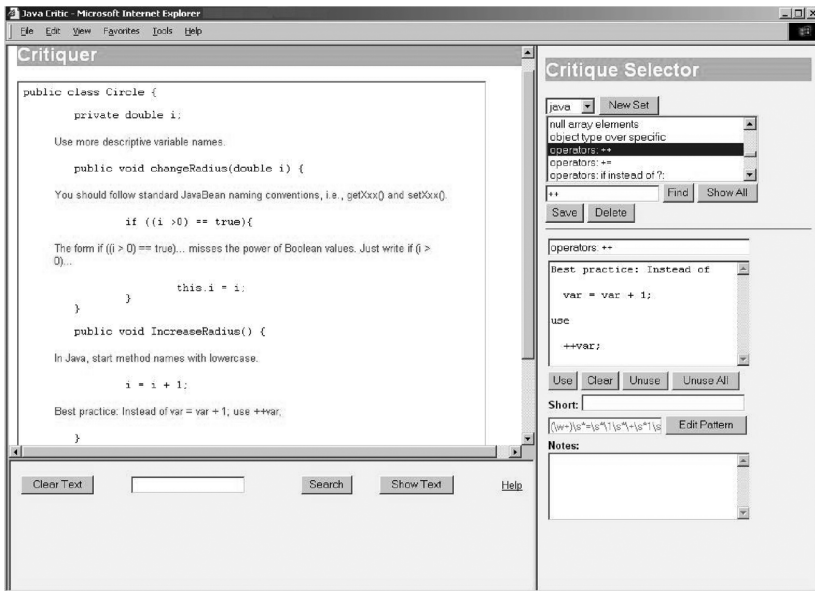 Java Critic - Microsoft Internet Explorer
File Edit View Favorites Tools Help
Critiquer
public class Circle {
private double i;
Use more descriptive variable names.
public void changeRadius(double i) {
You should follow standard JavaBean naming conventions, i.e., getXxx() and setXxx().
if ((i >0) == true){
The form if ((i > 0) == true)... misses the power of Boolean values. Just write if (i >
0)...
this.i = i;
}
}
public void IncreaseRadius() {
In Java, start method names with lowercase.
i = i + 1;
Best practice: Instead of var = var + 1; use ++var;
}
Clear Text Search Show Text Help
Critique Selector
java New Set
null array elements
object type over specific
operators: ++
operators: +=
operators: if instead of ?:
++ Find Show All
Save Delete
operators: ++
Best practice: Instead of
var = var + 1;
use
++var;
Use Clear Unuse Unuse All
Short:
(\w+)\s*=\s*\1\s*\+\s*1\s Edit Pattern
Notes: